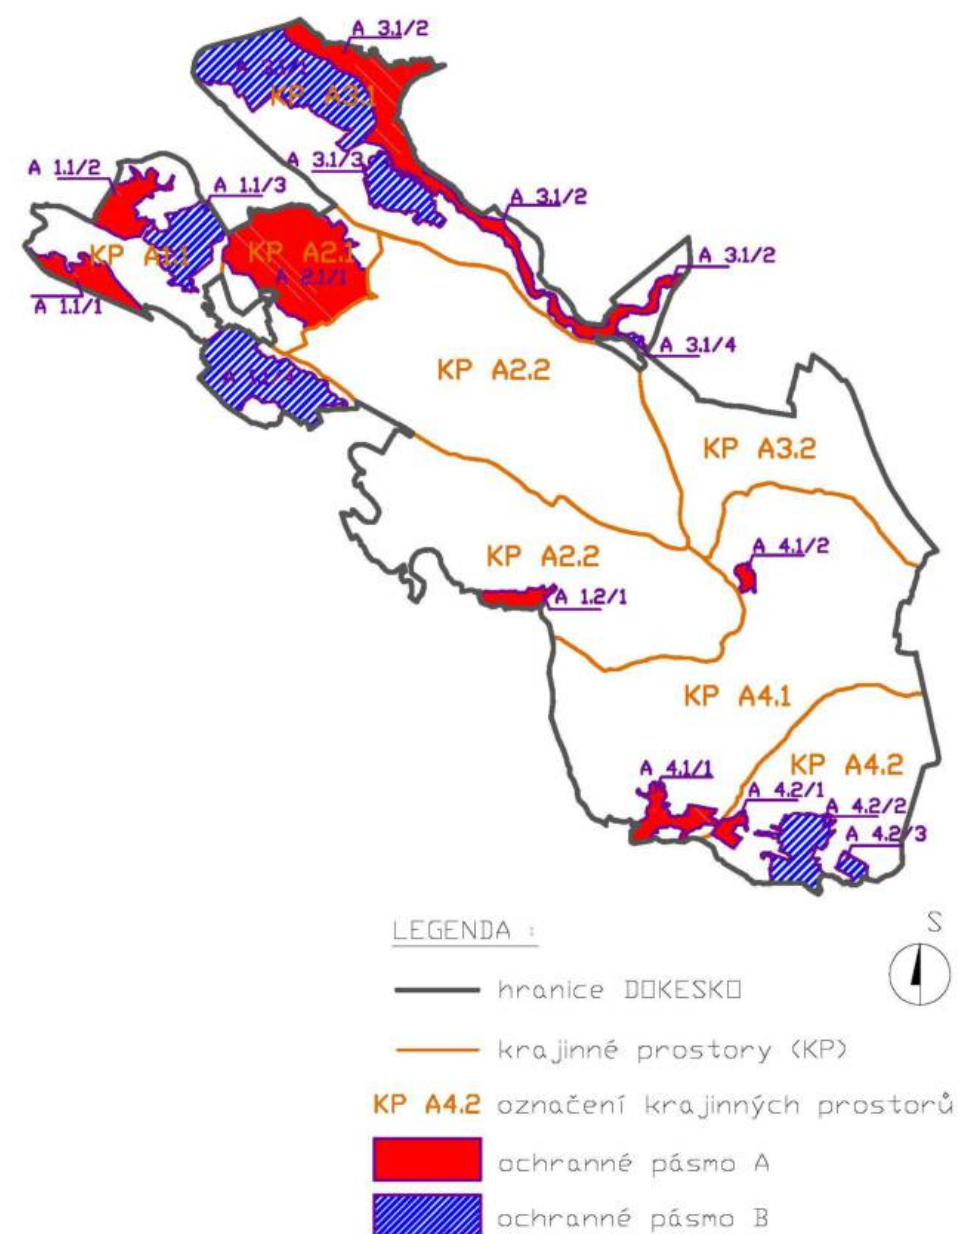 A 3.1/2
KP A3.1
A 3.1/3
A 1.1/2
A 1.1/3
A 3.1/2
KP A1.1
KP A2.1
A 2.1/1
A 3.1/2
A 1.1/1
A 3.1/4
KP A2.2
KP A3.2
KP A2.2
A 4.1/2
A 1.2/1
KP A4.1
KP A4.2
A 4.1/1
A 4.2/1
A 4.2/2
A 4.2/3
S
LEGENDA :
hranice DOKESKO
krajinné prostory (KP)
KP A4.2 označení krajinných prostorů
ochranné pásmo A
ochranné pásmo B